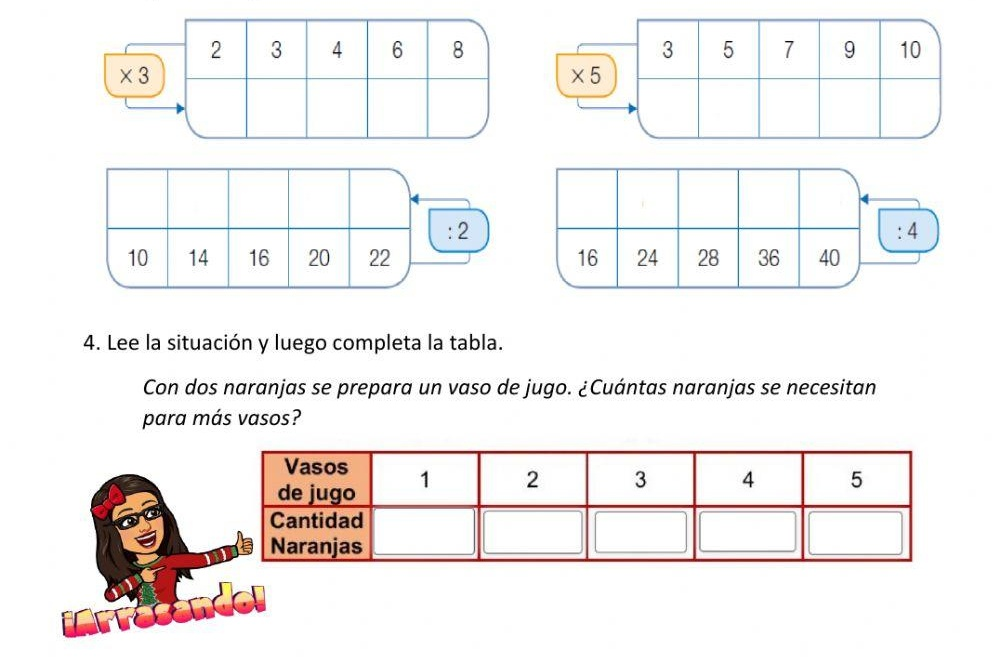 2 3 4 6 8
× 3
3 5 7 9 10
× 5
: 2
10 14 16 20 22
: 4
16 24 28 36 40
4. Lee la situación y luego completa la tabla.
Con dos naranjas se prepara un vaso de jugo. ¿Cuántas naranjas se necesitan
para más vasos?
Vasos
de jugo
1 2 3 4 5
Cantidad
Naranjas
¡Arrasando!